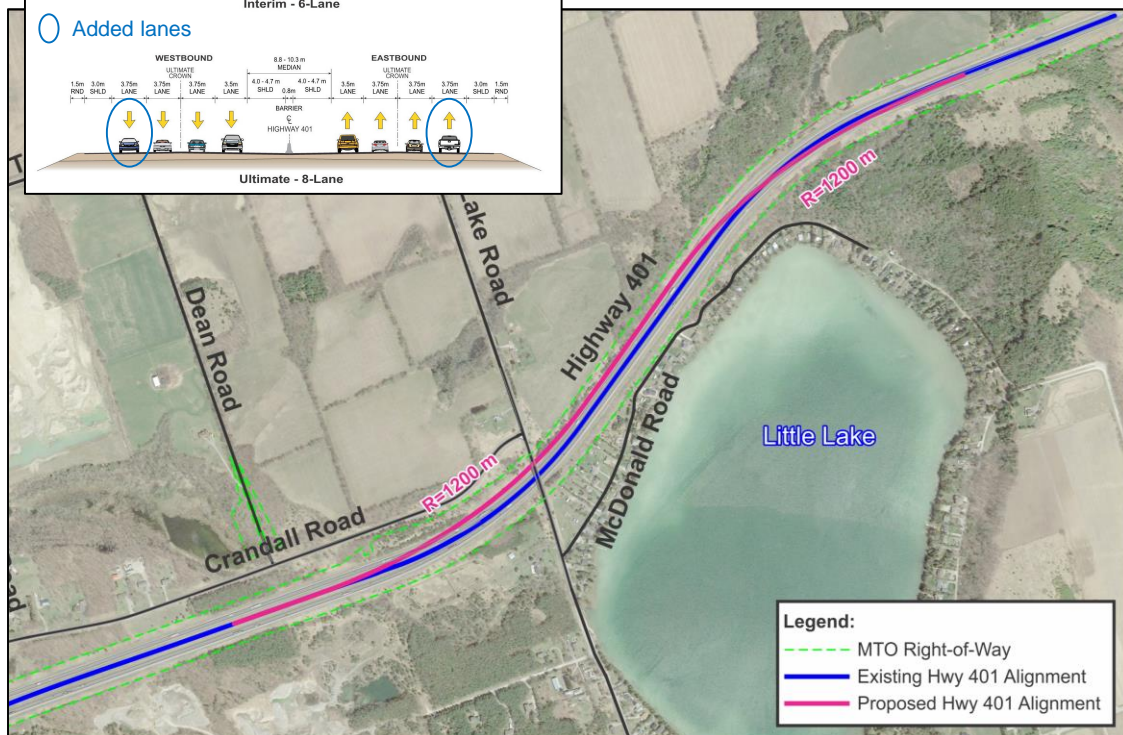 Interim - 6-Lane
Added lanes
WESTBOUND
EASTBOUND
8.8 - 10.3 m
MEDIAN
ULTIMATE
CROWN
ULTIMATE
CROWN
1.5m
RND
3.0m
SHLD
3.75m
LANE
3.75m
LANE
3.75m
LANE
3.5m
LANE
4.0 - 4.7 m
SHLD
0.8m
4.0 - 4.7 m
SHLD
3.5m
LANE
3.75m
LANE
3.75m
LANE
3.75m
LANE
3.0m
SHLD
1.5m
RND
BARRIER
℄
HIGHWAY 401
Ultimate - 8-Lane
Lake Road
R=1200 m
Dean Road
Highway 401
McDonald Road
Little Lake
R=1200 m
Crandall Road
Legend:
MTO Right-of-Way
Existing Hwy 401 Alignment
Proposed Hwy 401 Alignment